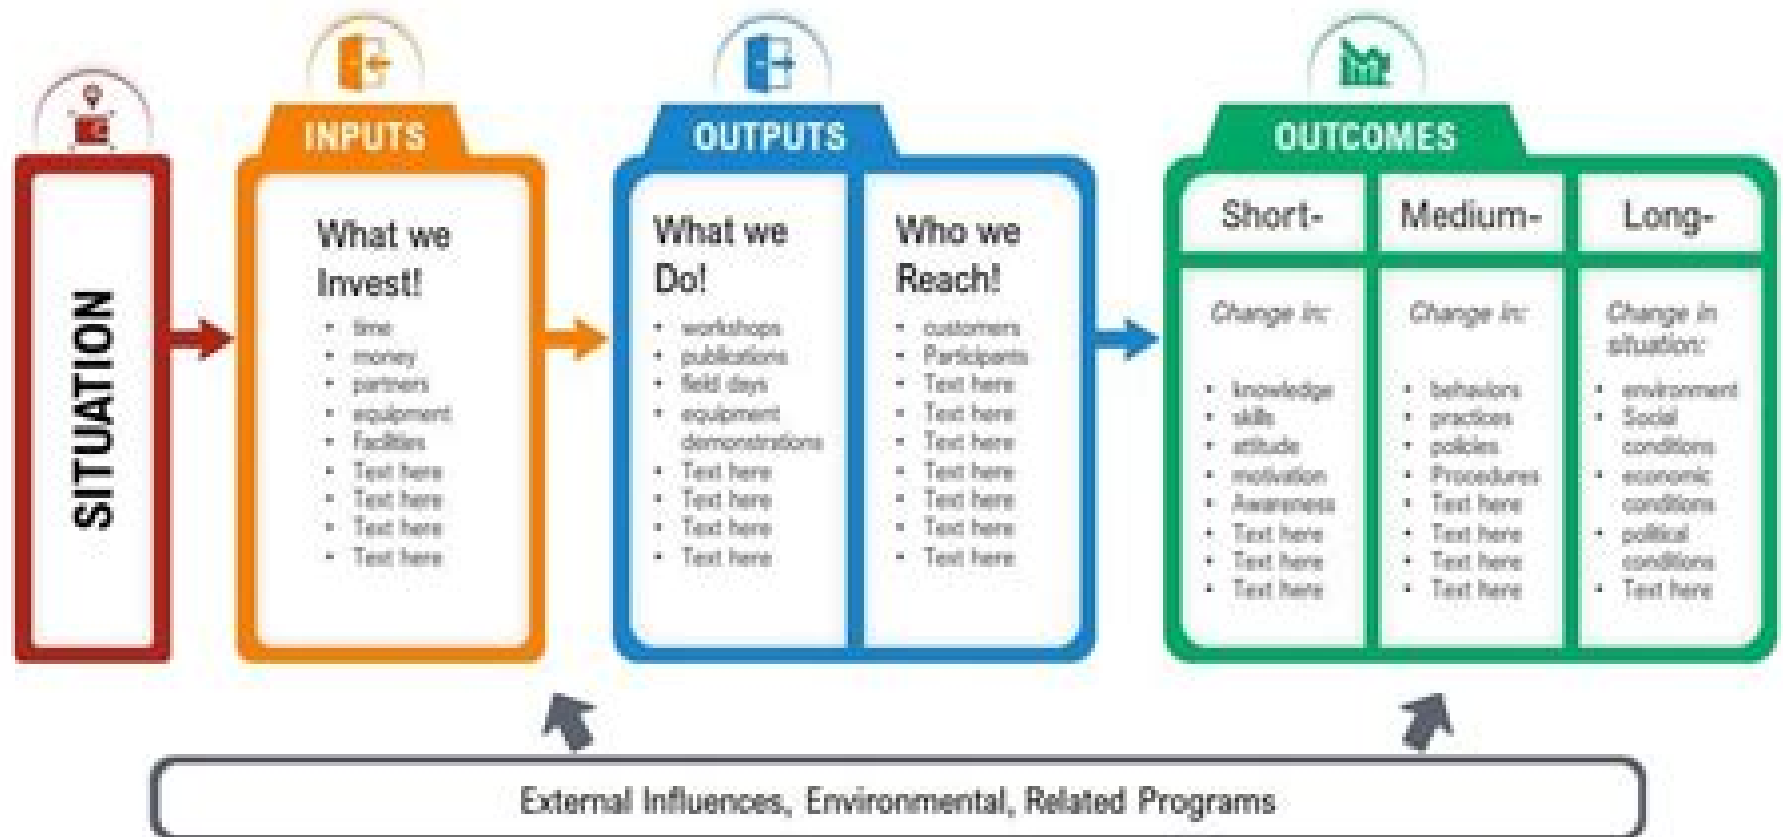 SITUATION
INPUTS
What we
Invest!
• time
• money
• partners
• equipment
• Facilities
• Text here
• Text here
• Text here
• Text here
OUTPUTS
What we
Do!
• workshops
• publications
• field days
• equipment
demonstrations
• Text here
• Text here
• Text here
• Text here
Who we
Reach!
• customers
• Participants
• Text here
• Text here
• Text here
• Text here
• Text here
• Text here
• Text here
OUTCOMES
Short-
Change in:
• knowledge
• skills
• attitude
• motivation
• Awareness
• Text here
• Text here
• Text here
Medium-
Change in:
• behaviors
• practices
• policies
• Procedures
• Text here
• Text here
• Text here
• Text here
Long-
Change in
situation:
• environment
• Social
conditions
• economic
conditions
• political
conditions
• Text here
External Influences, Environmental, Related Programs